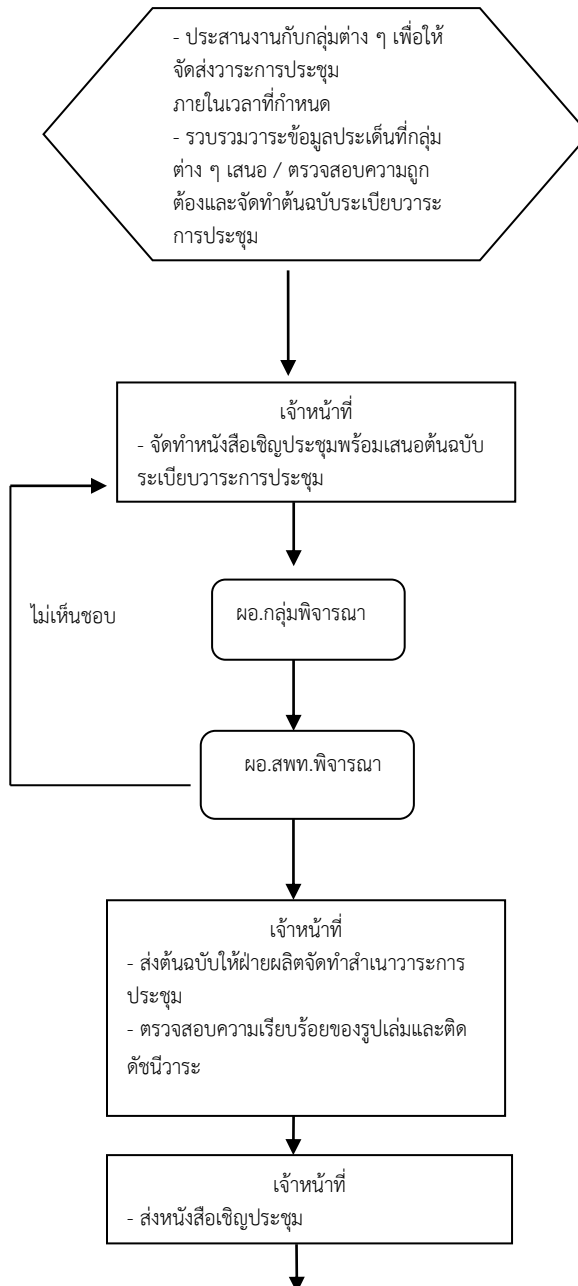 - ประสานงานกับกลุ่มต่าง ๆ เพื่อให้
จัดส่งวาระการประชุม
ภายในเวลาที่กำหนด
- รวบรวมวาระข้อมูลประเด็นที่กลุ่ม
ต่าง ๆ เสนอ / ตรวจสอบความถูก
ต้องและจัดทำต้นฉบับระเบียบวาระ
การประชุม
เจ้าหน้าที่
- จัดทำหนังสือเชิญประชุมพร้อมเสนอต้นฉบับ
ระเบียบวาระการประชุม
ไม่เห็นชอบ
ผอ.กลุ่มพิจารณา
ผอ.สพท.พิจารณา
เจ้าหน้าที่
- ส่งต้นฉบับให้ฝ่ายผลิตจัดทำสำเนาวาระการ
ประชุม
- ตรวจสอบความเรียบร้อยของรูปเล่มและติด
ดัชนีวาระ
เจ้าหน้าที่
- ส่งหนังสือเชิญประชุม